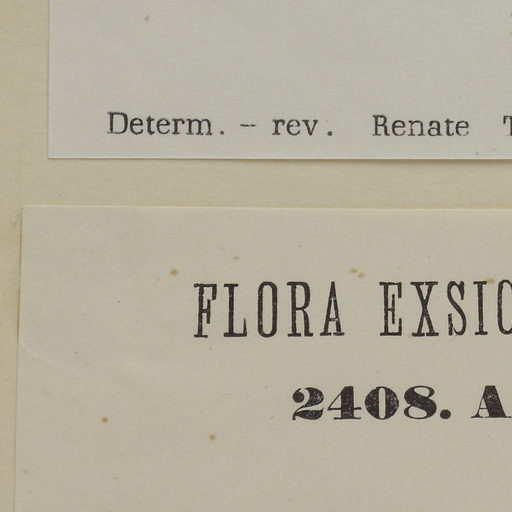 Determ. - rev. Renate
FLORA EXSIC
2408. A